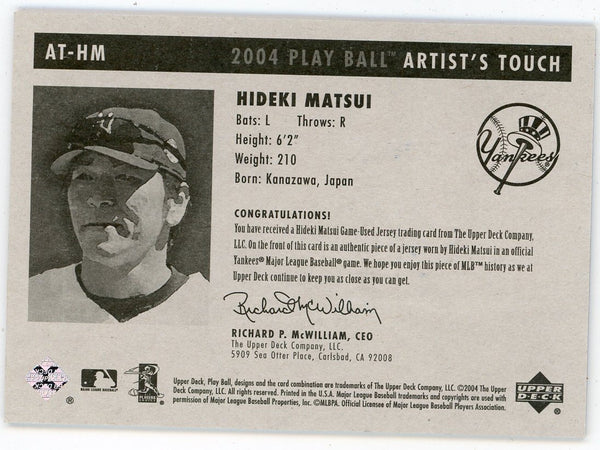 AT-HM
2004 PLAY BALL™ ARTIST'S TOUCH
HIDEKI MATSUI
Bats: L Throws: R
Height: 6'2"
Weight: 210
Born: Kanazawa, Japan
Yankees
CONGRATULATIONS!
You have received a Hideki Matsui Game-Used Jersey trading card from The Upper Deck Company,
LLC. On the front of this card is an authentic piece of a jersey worn by Hideki Matsui in an official
Yankees® Major League Baseball® game. We hope you enjoy this piece of MLB™ history as we at
Upper Deck continue to keep you as close as you can get.
Richard McWilliam
RICHARD P. McWILLIAM, CEO
The Upper Deck Company, LLC.
5909 Sea Otter Place, Carlsbad, CA 92008
Upper Deck, Play Ball, designs and the card combination are trademarks of The Upper Deck Company, LLC. ©2004 The Upper
Deck Company, LLC. All rights reserved. Printed in the U.S.A. Major League Baseball trademarks and copyrights are used with
permission of Major League Baseball Properties, Inc. ©MLBPA. Official Licensee of Major League Baseball Players Association.
UPPER
DECK